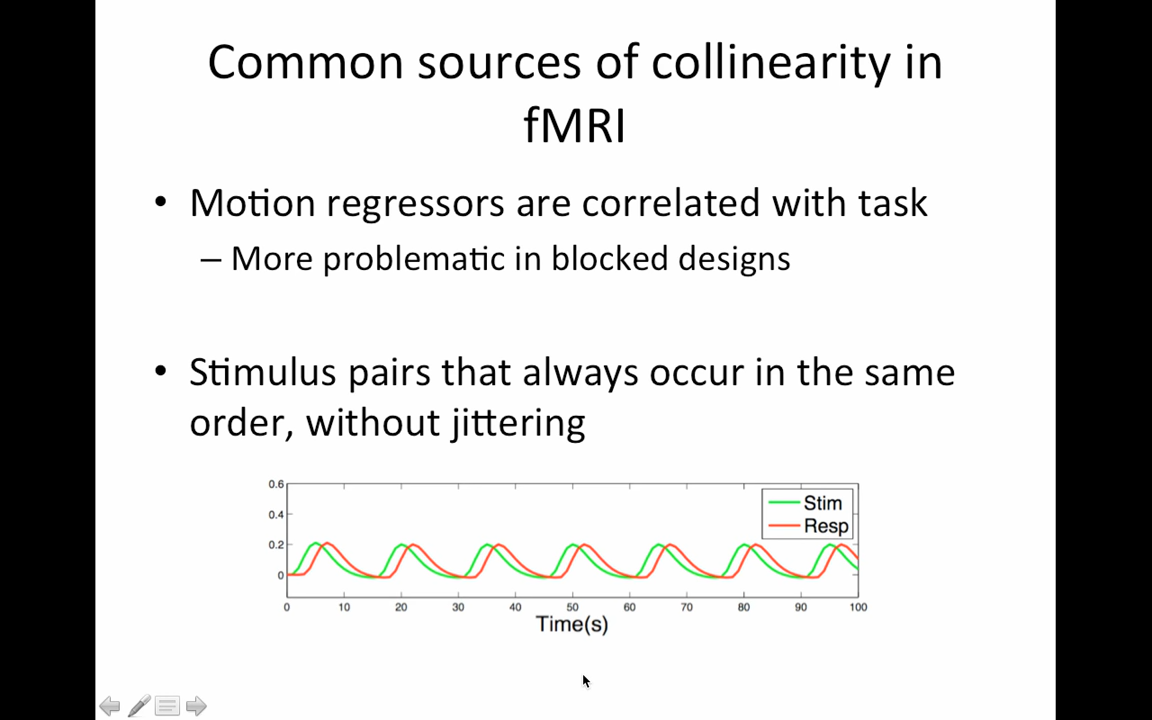 Common sources of collinearity in
fMRI
• Motion regressors are correlated with task
– More problematic in blocked designs
• Stimulus pairs that always occur in the same
order, without jittering
0.6
0.4
0.2
0
Stim
Resp
0 10 20 30 40 50 60 70 80 90 100
Time(s)